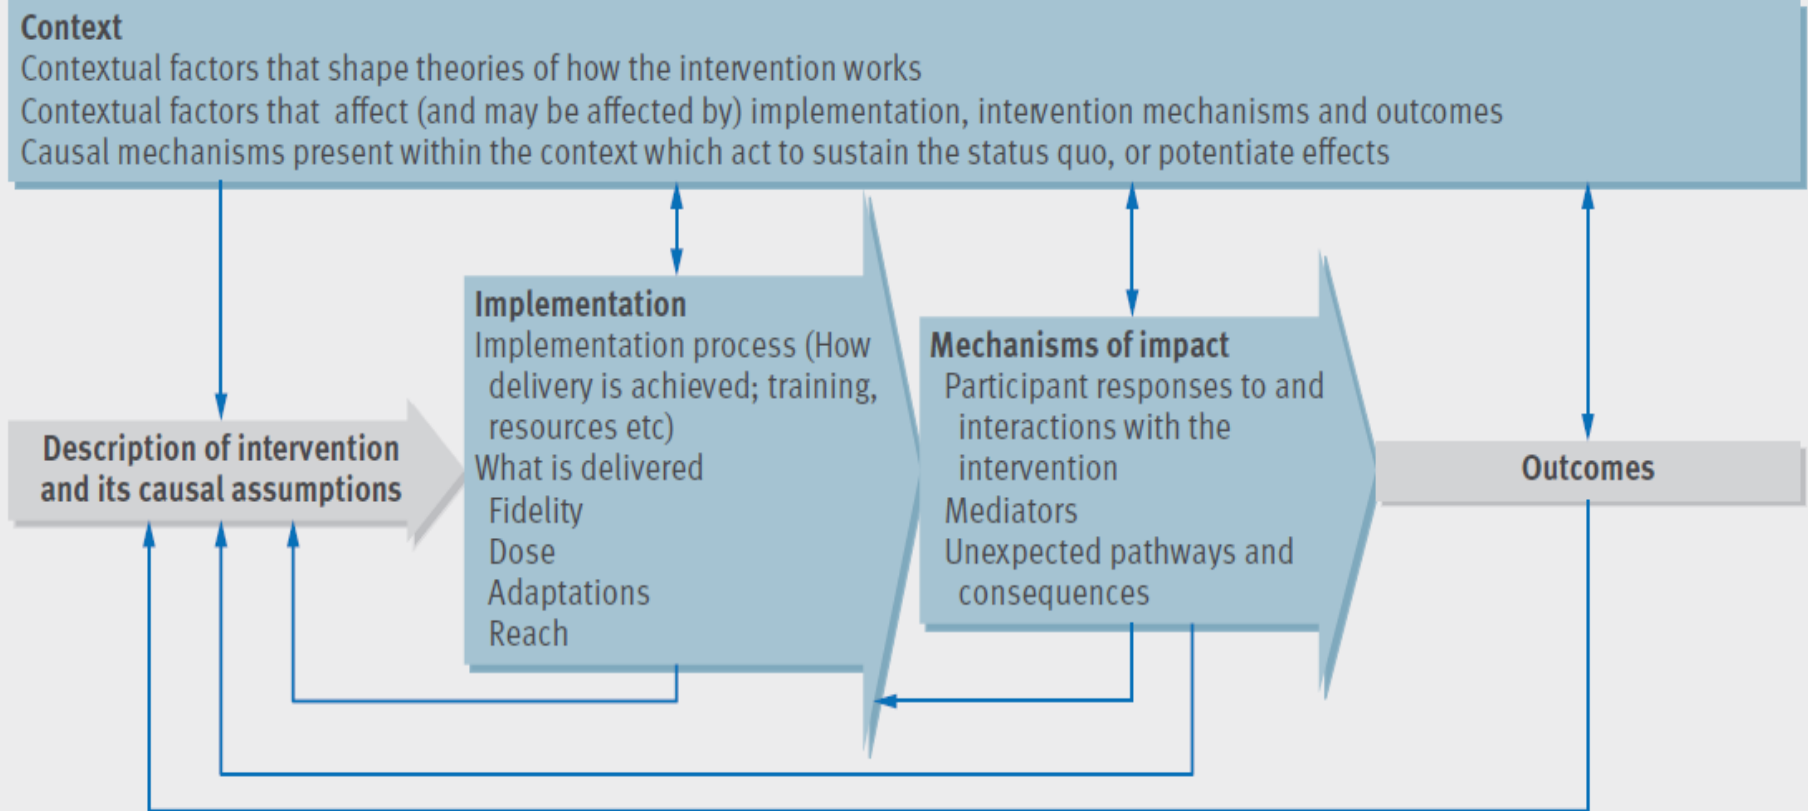 Context
Contextual factors that shape theories of how the intervention works
Contextual factors that affect (and may be affected by) implementation, intervention mechanisms and outcomes
Causal mechanisms present within the context which act to sustain the status quo, or potentiate effects
Description of intervention
and its causal assumptions
Implementation
Implementation process (How
delivery is achieved; training,
resources etc)
What is delivered
Fidelity
Dose
Adaptations
Reach
Mechanisms of impact
Participant responses to and
interactions with the
intervention
Mediators
Unexpected pathways and
consequences
Outcomes